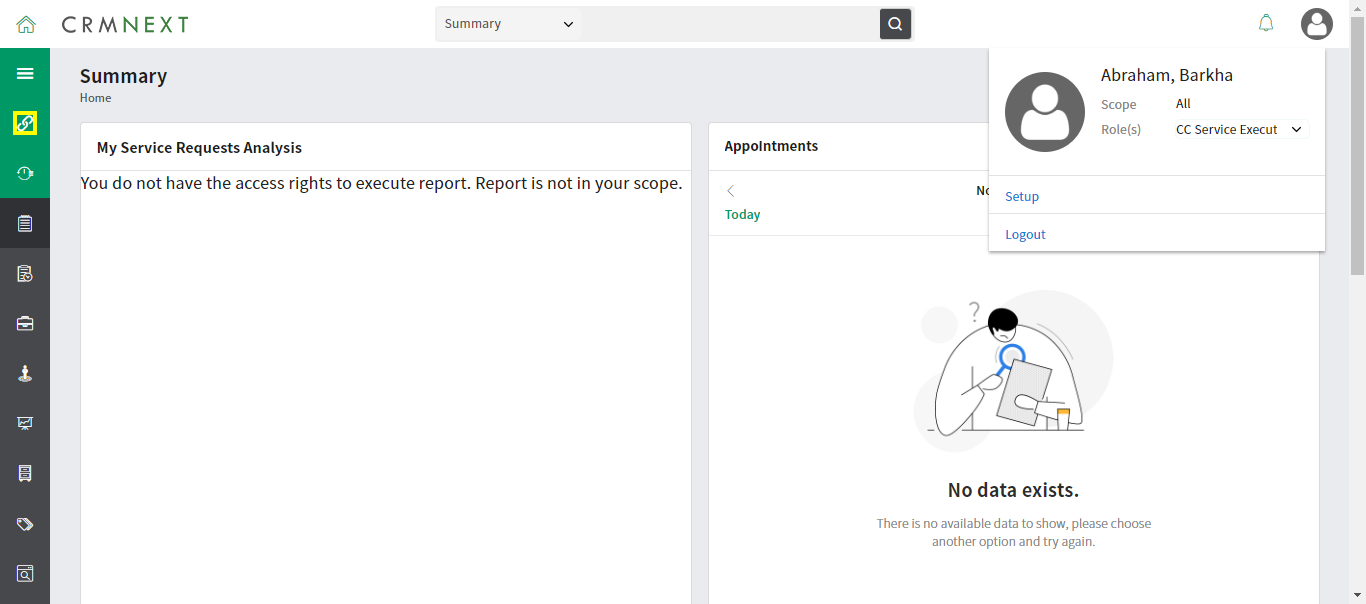 CRMNEXT
Summary
Summary
Home
Abraham, Barkha
Scope All
Role(s) CC Service Execut
Setup
Logout
My Service Requests Analysis
You do not have the access rights to execute report. Report is not in your scope.
Appointments
Today
?
No data exists.
There is no available data to show, please choose
another option and try again.